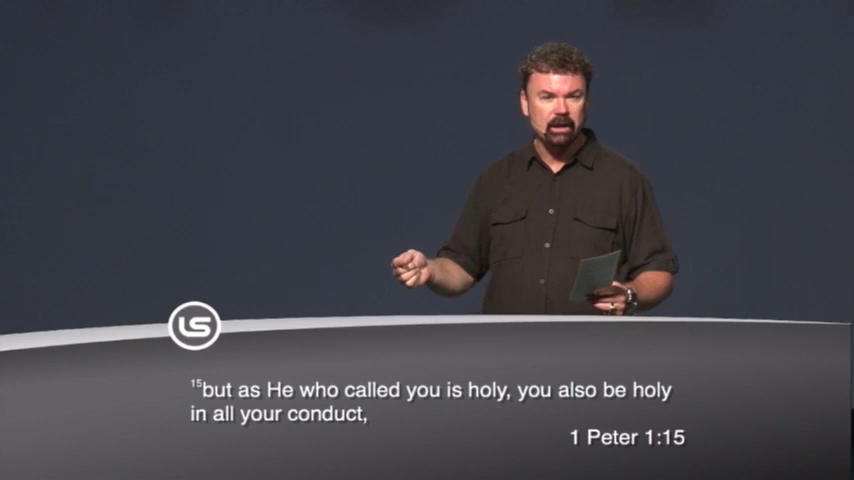 LS
15but as He who called you is holy, you also be holy
in all your conduct,
1 Peter 1:15